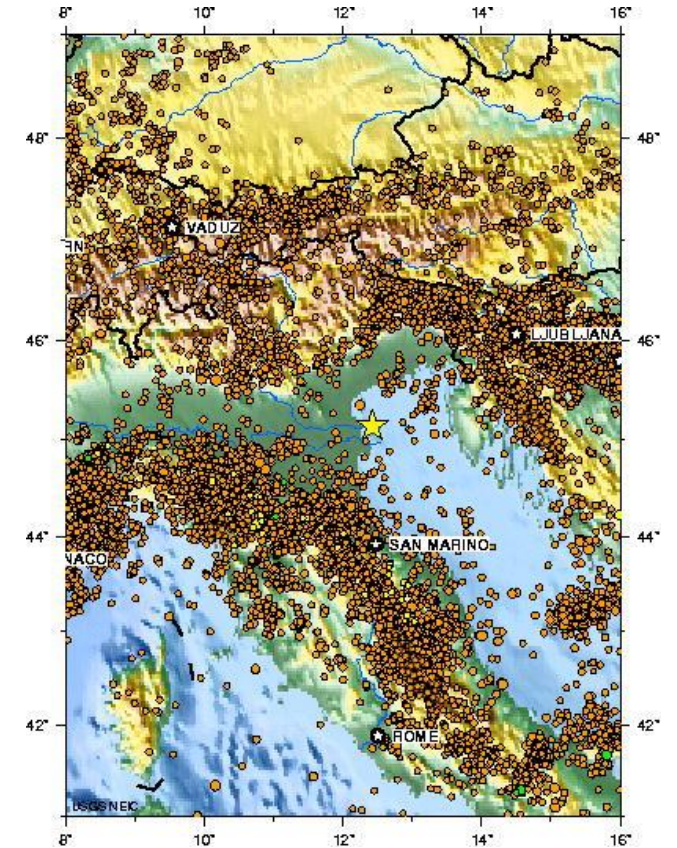 8° 10° 12° 14° 16°
48° 48°
VADUZ
RN
46° LJUBLJANA 46°
44° SAN MARINO 44°
NACO
42° ROME 42°
USGS NEIC
8° 10° 12° 14° 16°